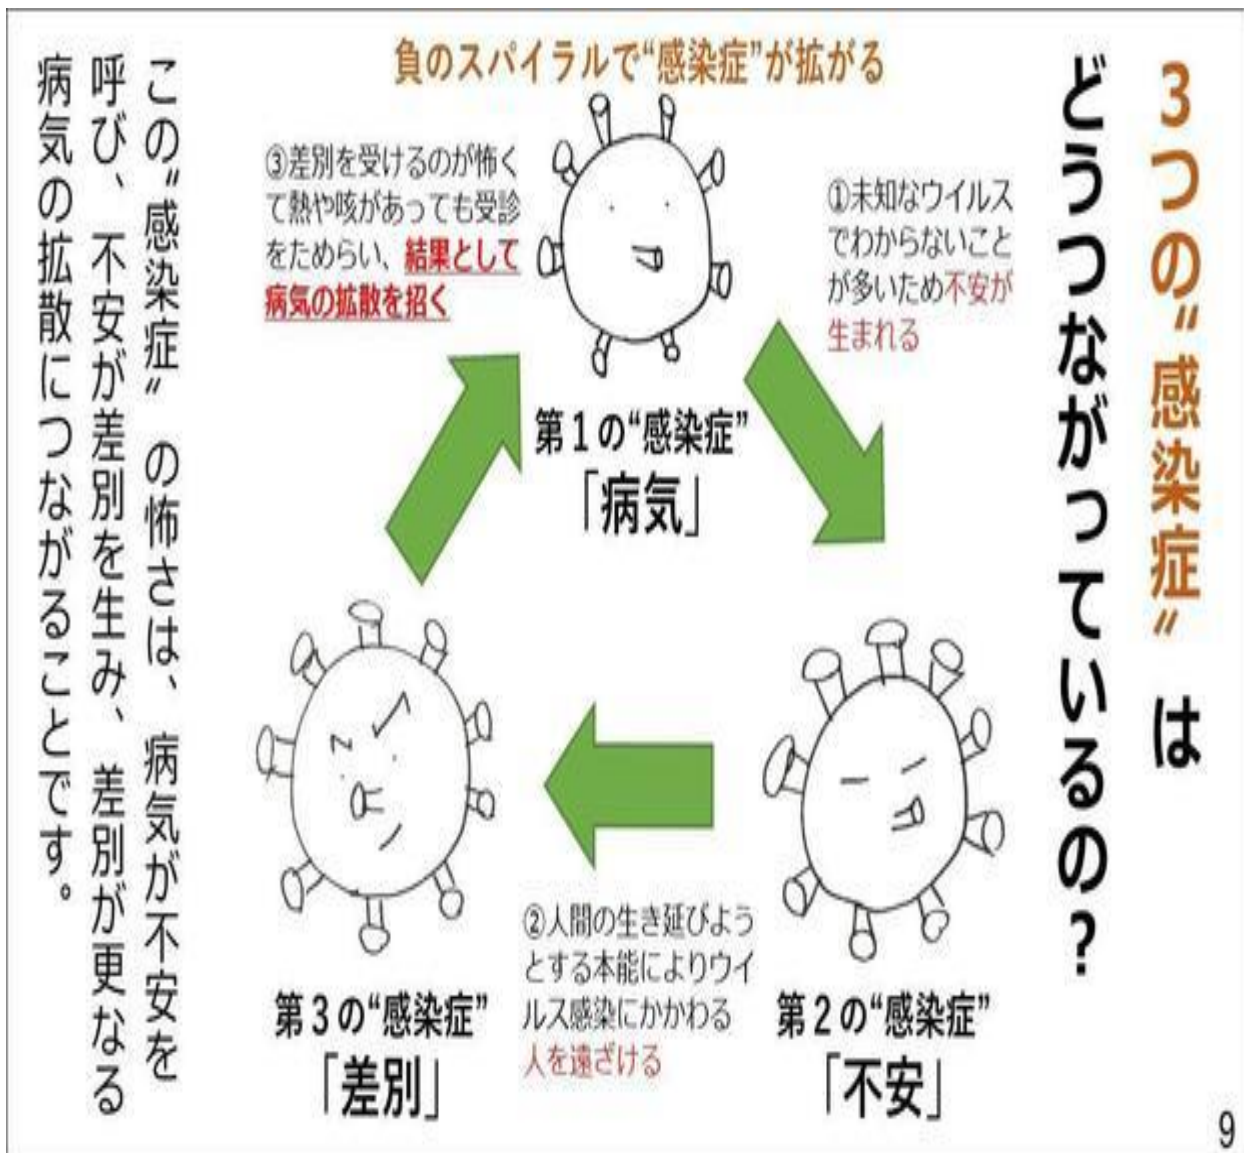 3つの”感染症”は
どうつながっているの?
負のスパイラルで“感染症”が拡がる
①未知なウイルス
でわからないこと
が多いため不安が
生まれる
③差別を受けるのが怖く
て熱や咳があっても受診
をためらい、結果として
病気の拡散を招く
第1の“感染症”
「病気」
②人間の生き延びよう
とする本能によりウイ
ルス感染にかかわる
人を遠ざける
第2の“感染症”
「不安」
第3の“感染症”
「差別」
この”感染症”の怖さは、病気が不安を
呼び、不安が差別を生み、差別が更なる
病気の拡散につながることです。
9